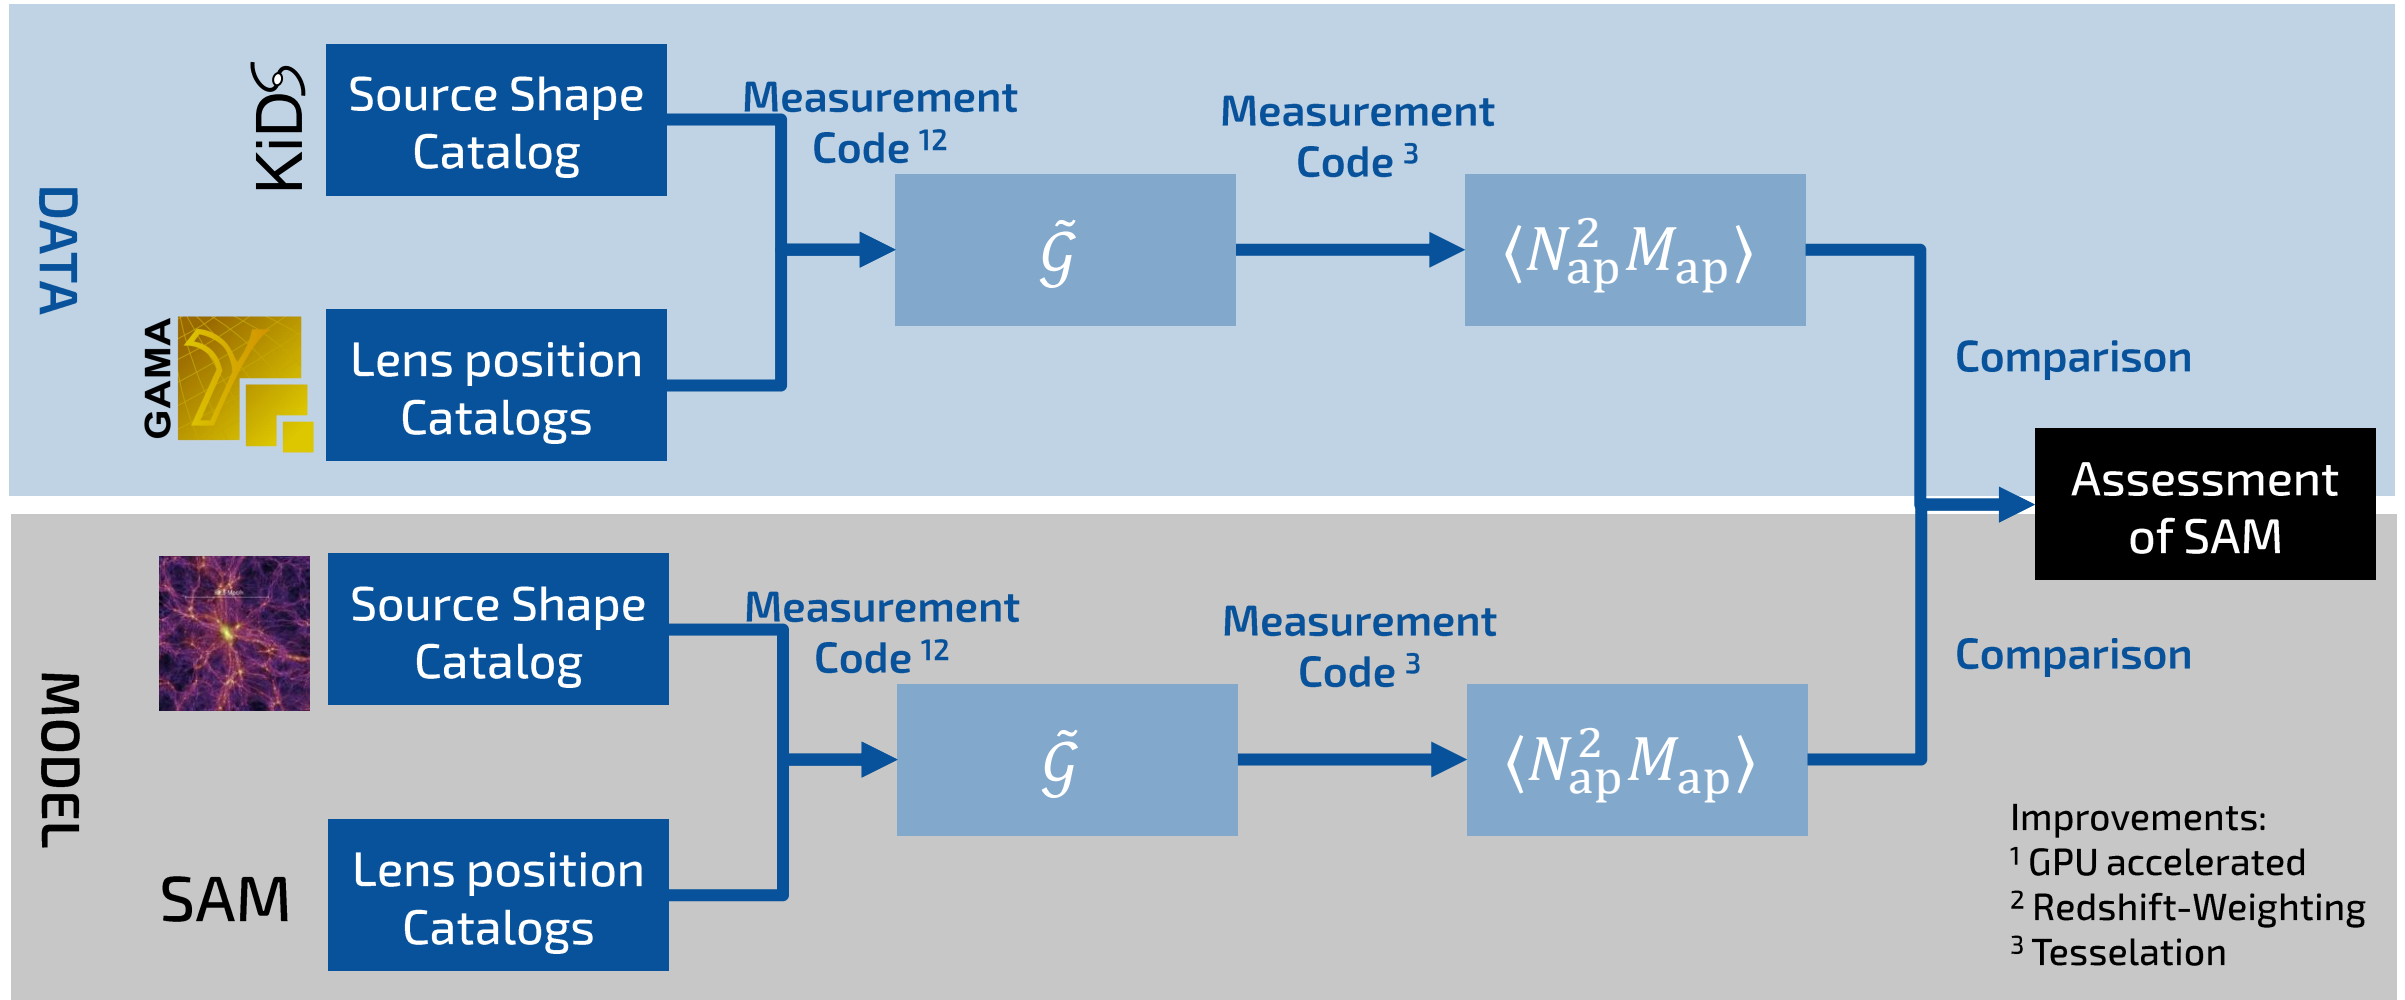 DATA
KiDS
Source Shape
Catalog
Measurement
Code ¹²
Measurement
Code ³
𝒢̃
⟨N²ₐₚMₐₚ⟩
GAMA
γ
Lens position
Catalogs
Comparison
Assessment
of SAM
MODEL
Source Shape
Catalog
Measurement
Code ¹²
Measurement
Code ³
𝒢̃
⟨N²ₐₚMₐₚ⟩
Comparison
SAM
Lens position
Catalogs
Improvements:
¹ GPU accelerated
² Redshift-Weighting
³ Tesselation